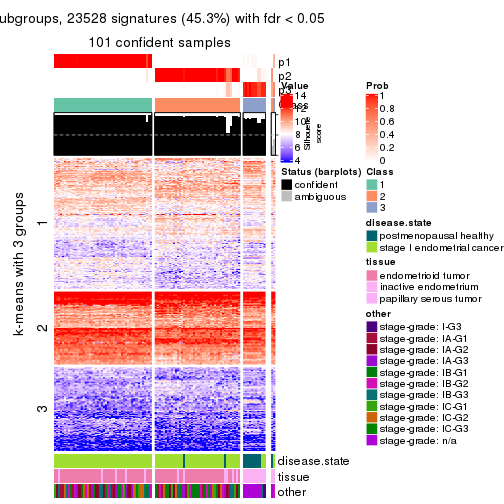 ubgroups, 23528 signatures (45.3%) with fdr < 0.05
101 confident samples
p1
p2
p3
Class
Silhouette
score
k-means with 3 groups
1
2
3
disease.state
tissue
other
Value
14
12
10
8
6
4
Status (barplots)
confident
ambiguous
Prob
1
0.8
0.6
0.4
0.2
0
Class
1
2
3
disease.state
postmenopausal healthy
stage I endometrial cancer
tissue
endometrioid tumor
inactive endometrium
papillary serous tumor
other
stage-grade: I-G3
stage-grade: IA-G1
stage-grade: IA-G2
stage-grade: IA-G3
stage-grade: IB-G1
stage-grade: IB-G2
stage-grade: IB-G3
stage-grade: IC-G1
stage-grade: IC-G2
stage-grade: IC-G3
stage-grade: n/a